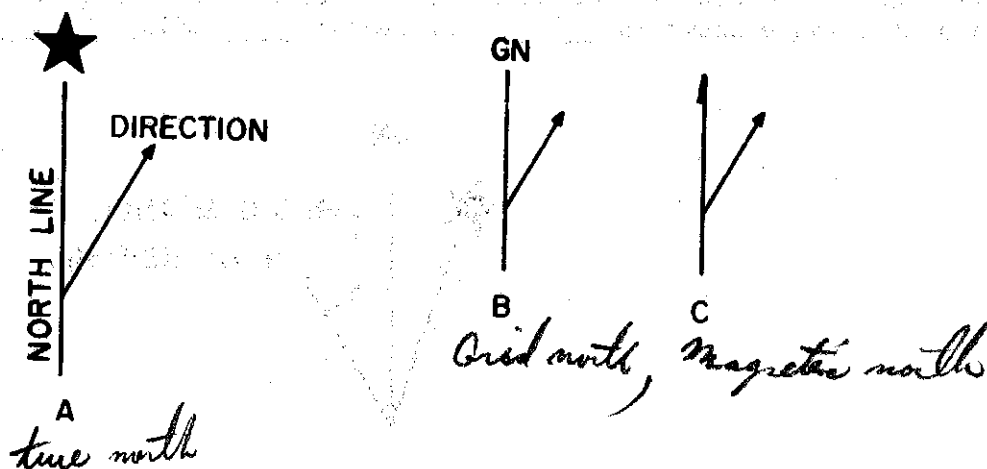 GN
DIRECTION
NORTH LINE
A
B
C
true north
Grid north, Magnetic north